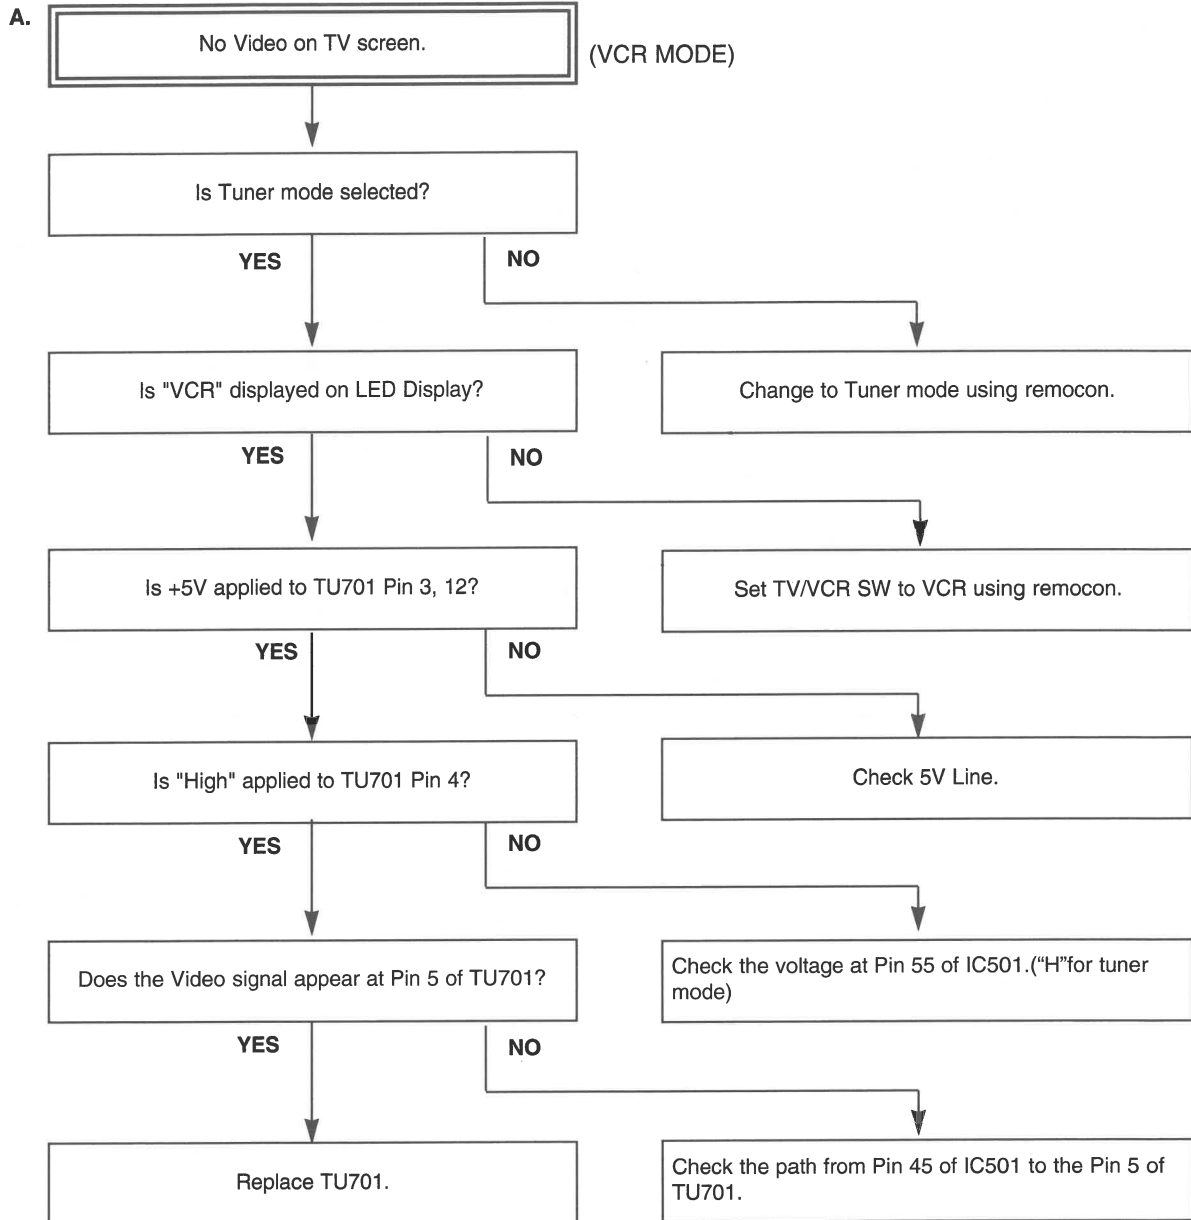 A.
No Video on TV screen.
(VCR MODE)
Is Tuner mode selected?
YES
NO
Is "VCR" displayed on LED Display?
Change to Tuner mode using remocon.
YES
NO
Is +5V applied to TU701 Pin 3, 12?
Set TV/VCR SW to VCR using remocon.
YES
NO
Is "High" applied to TU701 Pin 4?
Check 5V Line.
YES
NO
Does the Video signal appear at Pin 5 of TU701?
Check the voltage at Pin 55 of IC501.(“H”for tuner
mode)
YES
NO
Replace TU701.
Check the path from Pin 45 of IC501 to the Pin 5 of
TU701.